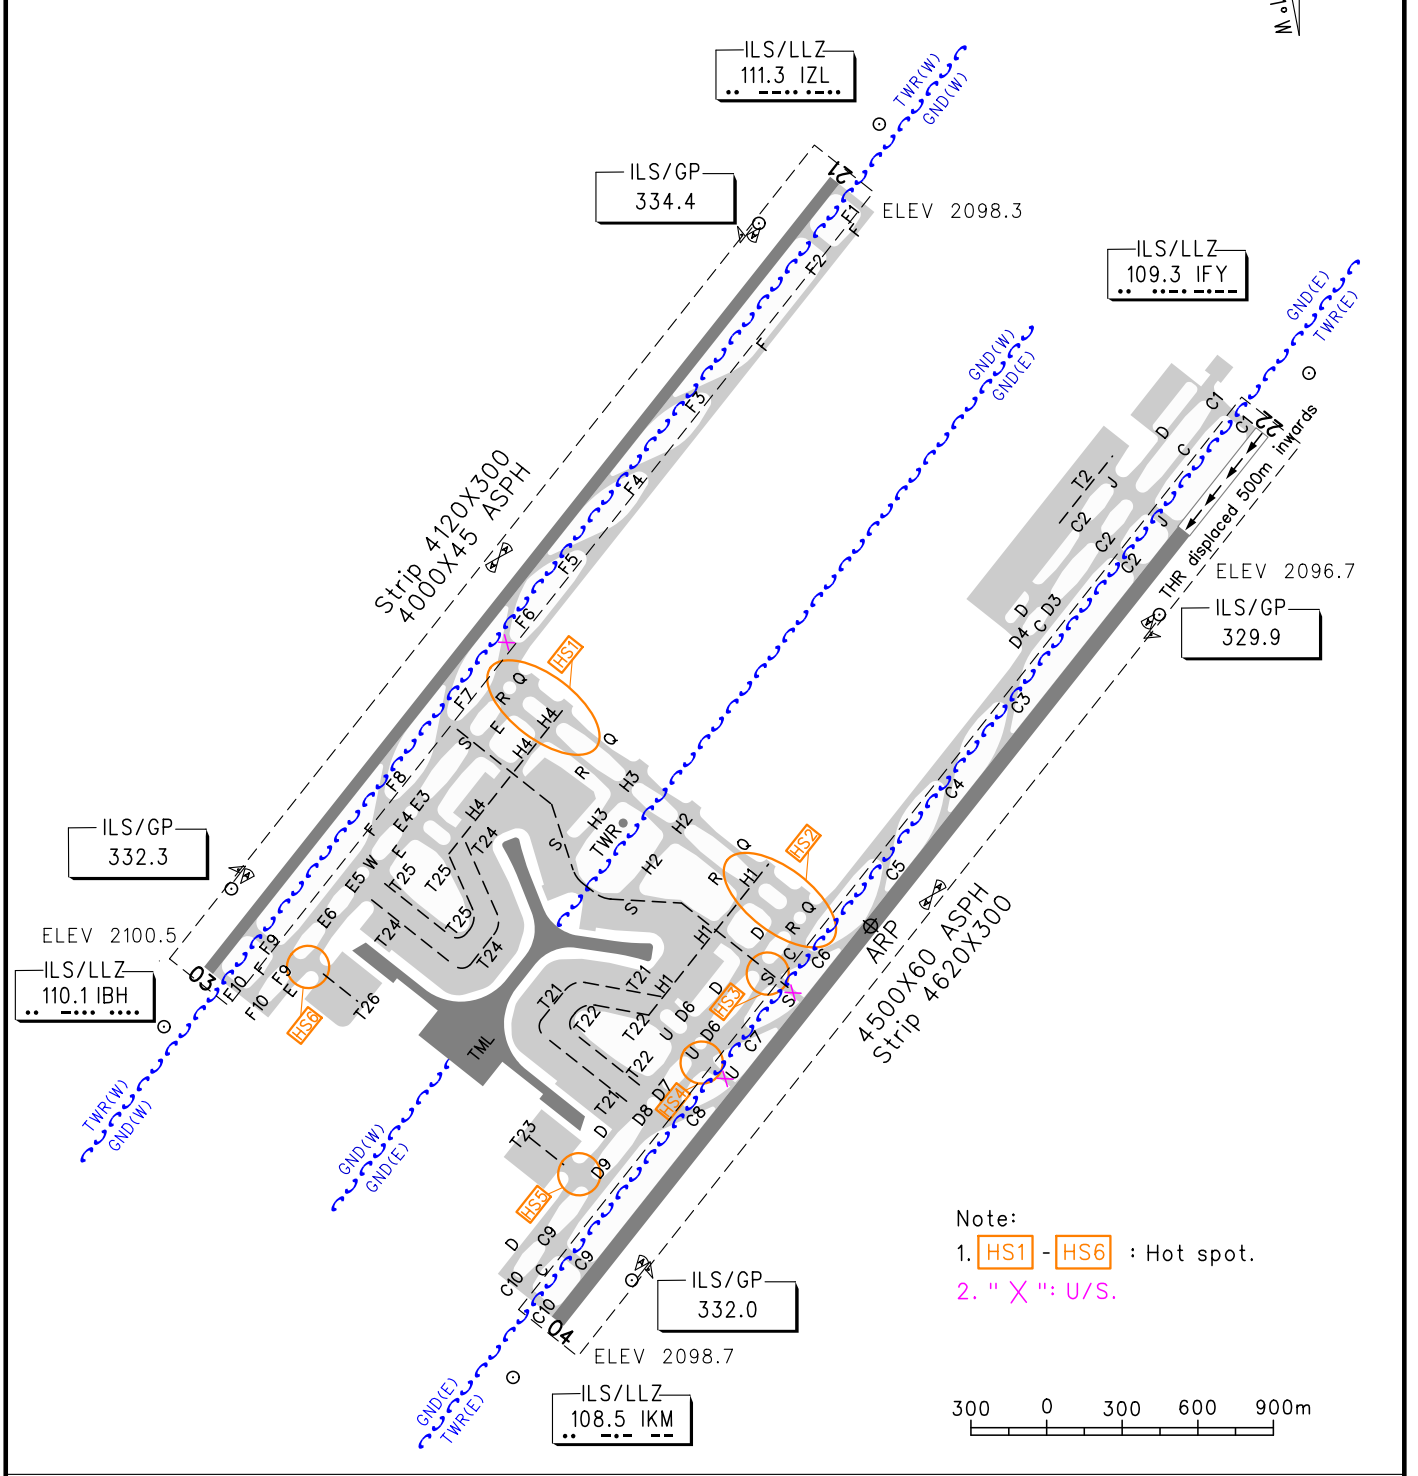 1° W
ILS/LLZ
111.3 IZL
TWR(W)
GND(W)
ILS/GP
334.4
21
ELEV 2098.3
E1
F
F2
ILS/LLZ
109.3 IFY
GND(E)
TWR(E)
GND(W)
GND(E)
F
F3
F4
F5
F6
Strip 4120X300
4000X45 ASPH
C1
C1
22
D
C
J
J
T2
C2
C2
C2
THR displaced 500m inwards
ELEV 2096.7
ILS/GP
329.9
D
D3
C
D4
C3
C4
C5
HS1
Q
R
F7
E
H4
H4
S
Q
R
H3
H3
H2
H2
TWR
F8
E3
E4
H4
F
E
W
E5
E6
T24
T25
T25
T25
T24
T24
S
S
HS2
Q
R
H1
Q
R
D
H1
C
C6
ARP
4500X60 ASPH
Strip 4620X300
ILS/GP
332.3
ELEV 2100.5
03
ILS/LLZ
110.1 IBH
F9
F
F9
E
E10
F10
HS6
T26
TML
T21
T21
T22
T22
T22
T21
H1
S
S
HS3
D
D6
D6
U
U
U
C7
HS4
D7
D8
C8
D
T23
D9
HS5
TWR(W)
GND(W)
GND(W)
GND(E)
D
C9
C9
C
C10
C10
04
ILS/GP
332.0
ELEV 2098.7
GND(E)
TWR(E)
ILS/LLZ
108.5 IKM
Note:
1. HS1 - HS6 : Hot spot.
2. " X ": U/S.
300 0 300 600 900m